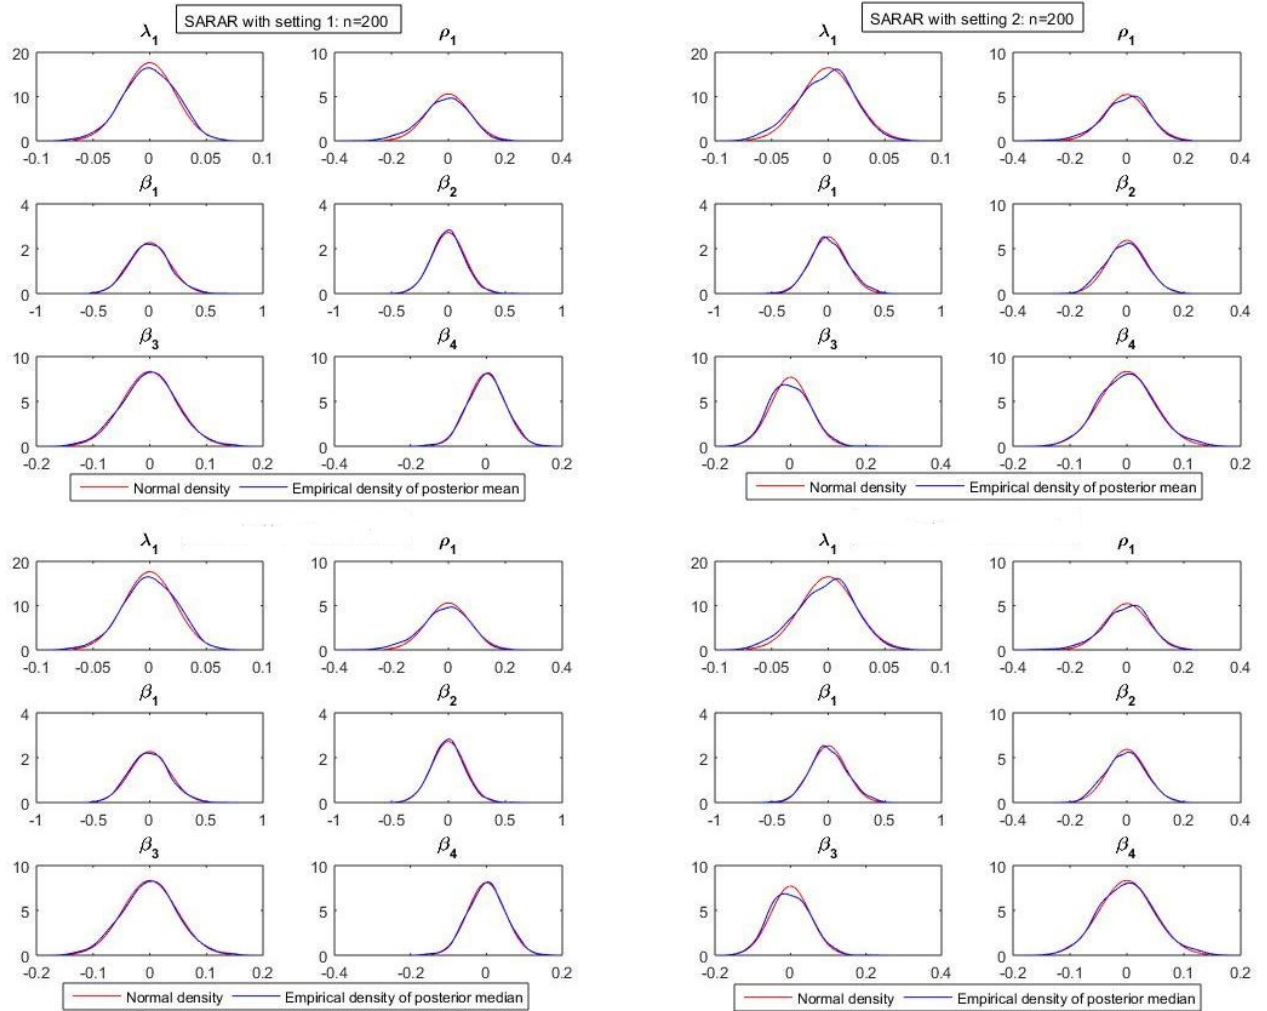 SARAR with setting 1: n=200
SARAR with setting 2: n=200
λ1
ρ1
λ1
ρ1
20
10
0
-0.1 -0.05 0 0.05 0.1
10
5
0
-0.4 -0.2 0 0.2 0.4
20
10
0
-0.1 -0.05 0 0.05 0.1
10
5
0
-0.4 -0.2 0 0.2 0.4
β1
β2
β1
β2
4
2
0
-1 -0.5 0 0.5 1
4
2
0
-1 -0.5 0 0.5 1
4
2
0
-1 -0.5 0 0.5 1
10
5
0
-0.4 -0.2 0 0.2 0.4
β3
β4
β3
β4
10
5
0
-0.2 -0.1 0 0.1 0.2
10
5
0
-0.4 -0.2 0 0.2
10
5
0
-0.2 0 0.2 0.4
10
5
0
-0.2 -0.1 0 0.1 0.2
Normal density Empirical density of posterior mean
Normal density Empirical density of posterior mean
λ1
ρ1
λ1
ρ1
20
10
0
-0.1 -0.05 0 0.05 0.1
10
5
0
-0.4 -0.2 0 0.2 0.4
20
10
0
-0.1 -0.05 0 0.05 0.1
10
5
0
-0.4 -0.2 0 0.2 0.4
β1
β2
β1
β2
4
2
0
-1 -0.5 0 0.5 1
4
2
0
-1 -0.5 0 0.5 1
4
2
0
-1 -0.5 0 0.5 1
10
5
0
-0.4 -0.2 0 0.2 0.4
β3
β4
β3
β4
10
5
0
-0.2 -0.1 0 0.1 0.2
10
5
0
-0.4 -0.2 0 0.2
10
5
0
-0.2 0 0.2 0.4
10
5
0
-0.2 -0.1 0 0.1 0.2
Normal density Empirical density of posterior median
Normal density Empirical density of posterior median